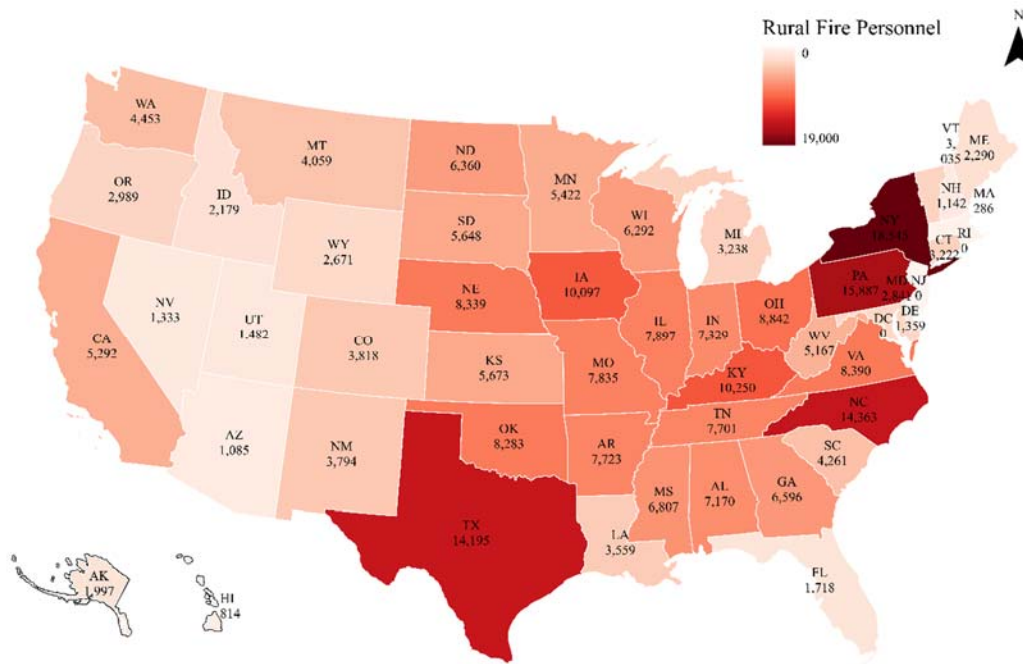 Rural Fire Personnel
0
19,000
N
WA
4,453
MT
4,059
ND
6,360
MN
5,422
VT
3,
035
ME
2,290
OR
2,989
ID
2,179
SD
5,648
WI
6,292
MI
3,238
NH
1,142
MA
286
NY
WY
2,671
CT
3,222
RI
0
IA
10,097
NE
8,339
PA
15,887
MD
2,841
NJ
0
NV
1,333
UT
1,482
CO
3,818
IL
7,897
IN
7,329
OH
8,842
DC
0
DE
1,359
CA
5,292
KS
5,673
MO
7,835
WV
5,167
VA
8,390
KY
10,250
AZ
1,085
NM
3,794
OK
8,283
AR
7,723
TN
7,701
NC
14,363
SC
4,261
TX
14,195
MS
6,807
AL
7,170
GA
6,596
LA
3,559
FL
1,718
AK
1,997
HI
814